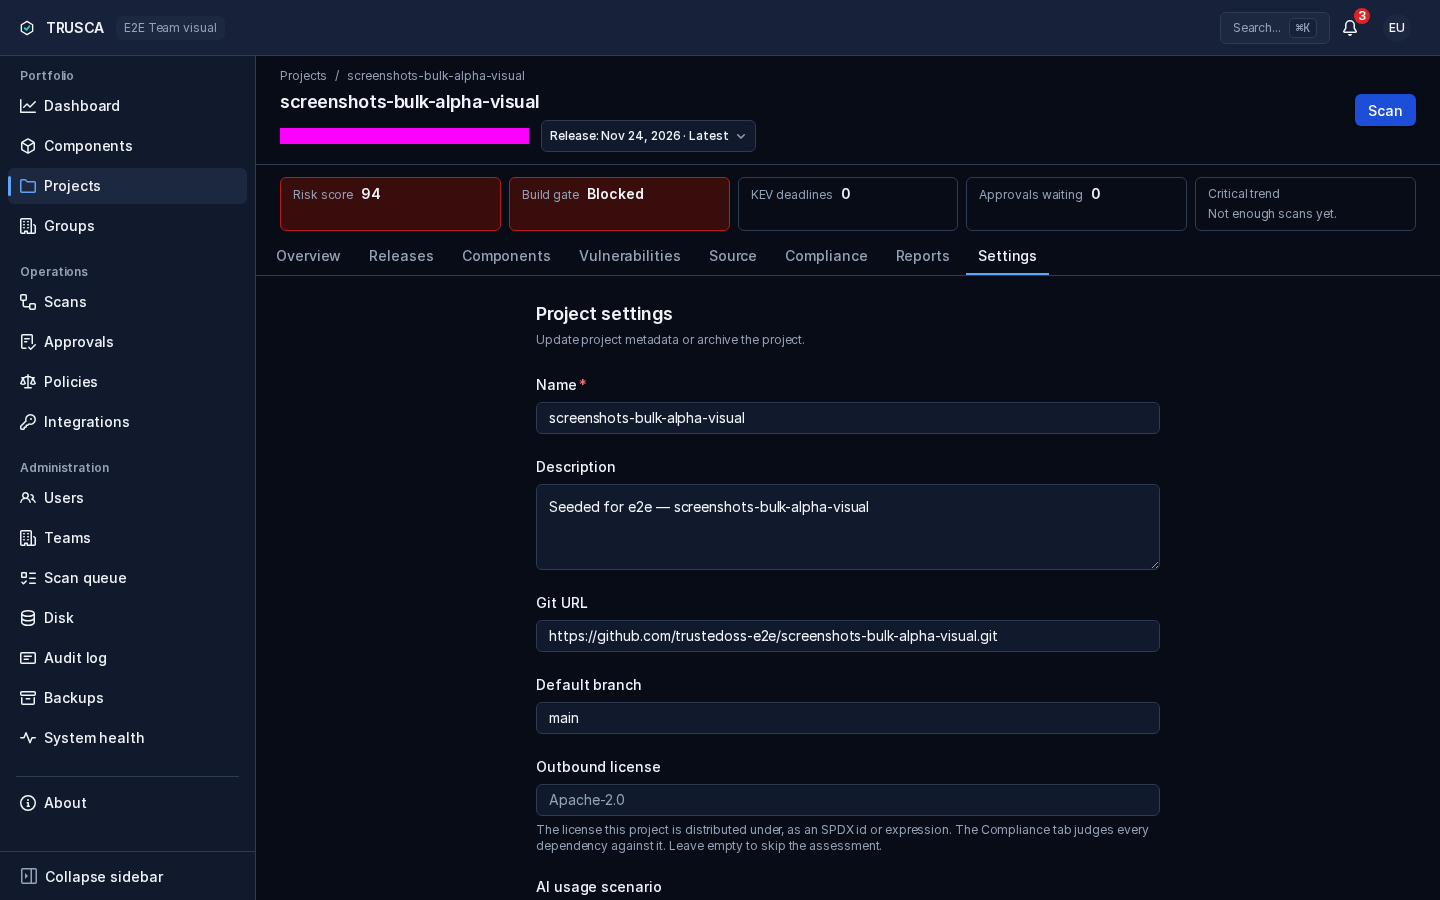 TRUSCA
E2E Team visual
Search...
⌘K
3
EU
Portfolio
Dashboard
Components
Projects
Groups
Operations
Scans
Approvals
Policies
Integrations
Administration
Users
Teams
Scan queue
Disk
Audit log
Backups
System health
About
Collapse sidebar
Projects / screenshots-bulk-alpha-visual
screenshots-bulk-alpha-visual
Release: Nov 24, 2026 · Latest
Scan
Risk score 94
Build gate Blocked
KEV deadlines 0
Approvals waiting 0
Critical trend
Not enough scans yet.
Overview
Releases
Components
Vulnerabilities
Source
Compliance
Reports
Settings
Project settings
Update project metadata or archive the project.
Name *
screenshots-bulk-alpha-visual
Description
Seeded for e2e — screenshots-bulk-alpha-visual
Git URL
https://github.com/trustedoss-e2e/screenshots-bulk-alpha-visual.git
Default branch
main
Outbound license
Apache-2.0
The license this project is distributed under, as an SPDX id or expression. The Compliance tab judges every
dependency against it. Leave empty to skip the assessment.
AI usage scenario